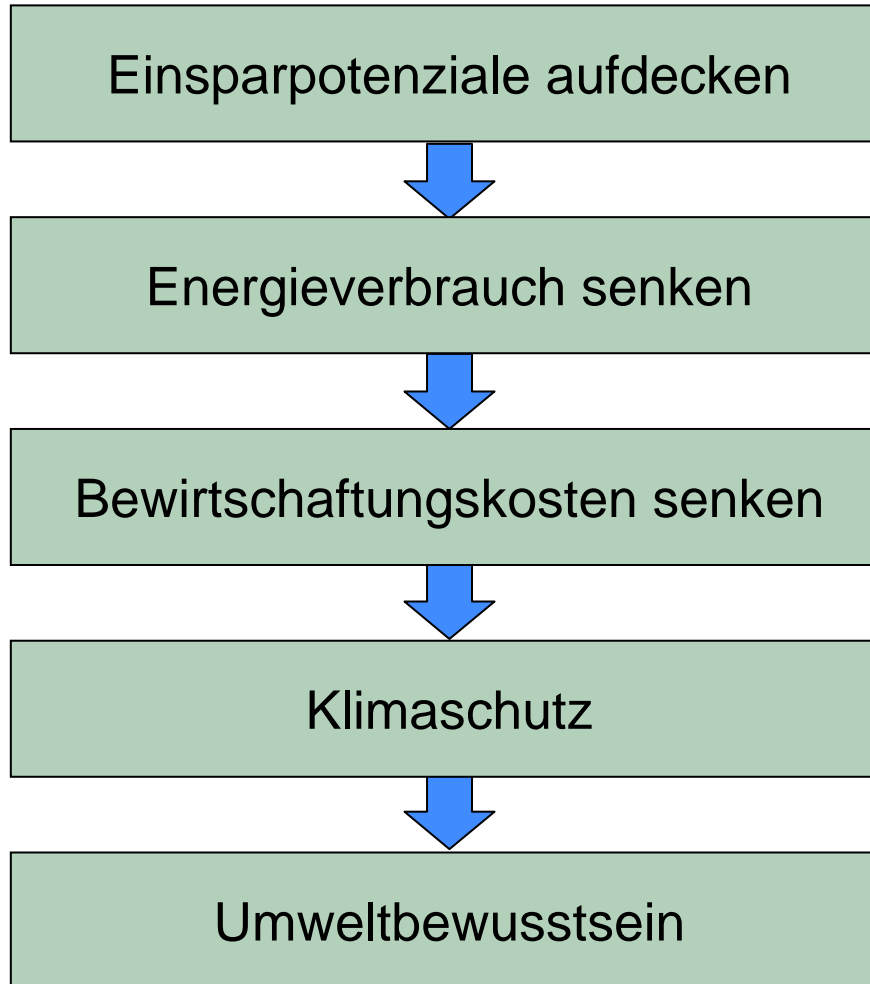 Einsparpotenziale aufdecken
Energieverbrauch senken
Bewirtschaftungskosten senken
Klimaschutz
Umweltbewusstsein